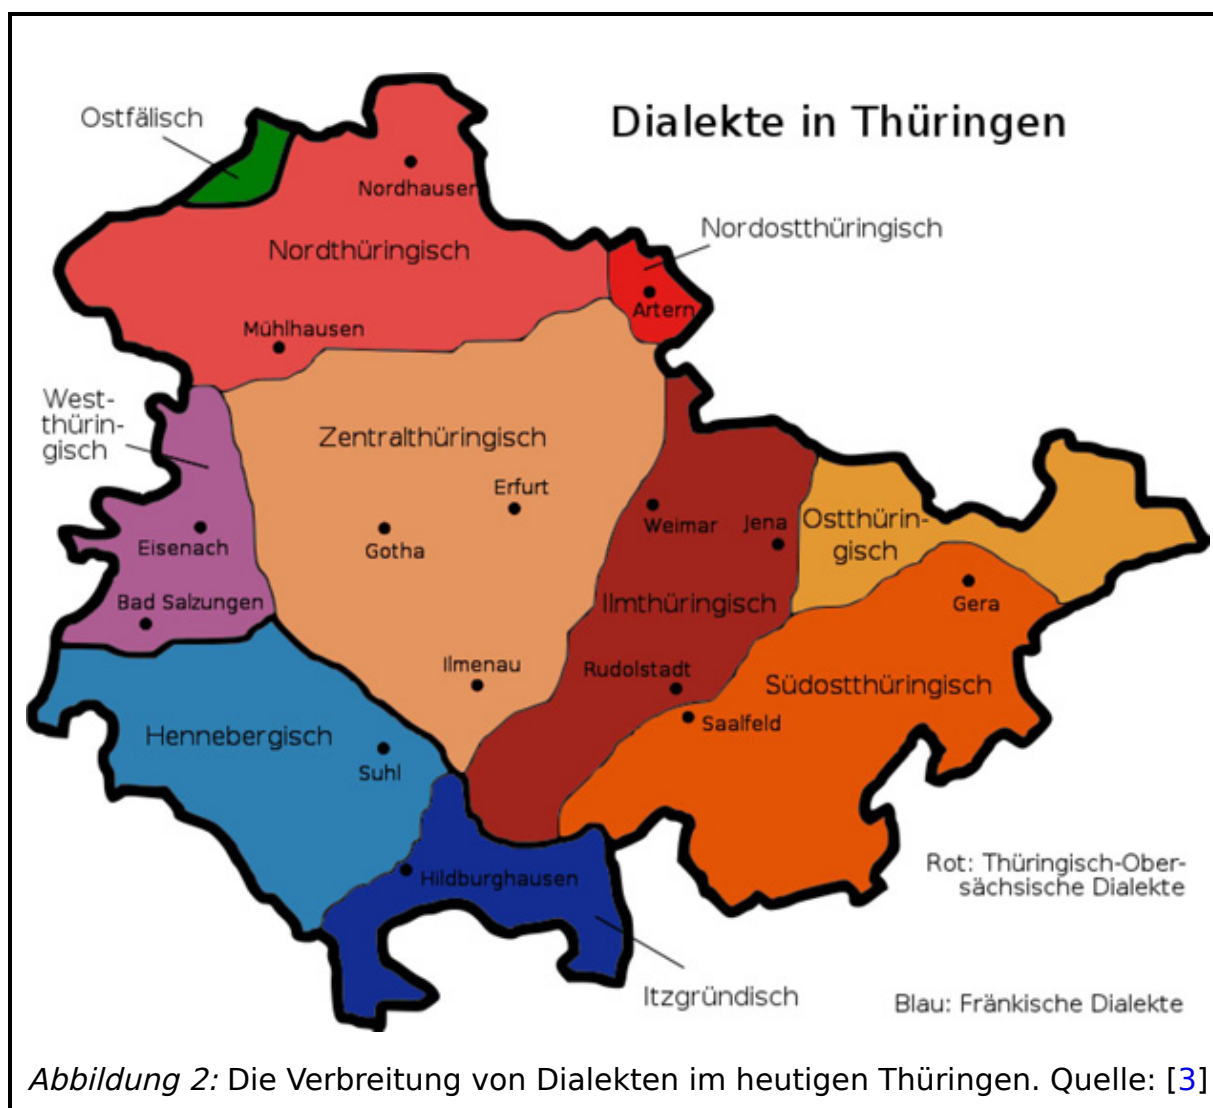 Dialekte in Thüringen
Ostfälisch
Nordhausen
Nordostthüringisch
Nordthüringisch
Artern
Mühlhausen
West-
thürin-
gisch
Zentralthüringisch
Erfurt
Weimar
Jena
Ostthürin-
gisch
Eisenach
Gotha
Bad Salzungen
Ilmthüringisch
Gera
Ilmenau
Rudolstadt
Südostthüringisch
Saalfeld
Hennebergisch
Suhl
Hildburghausen
Rot: Thüringisch-Ober-
sächsische Dialekte
Itzgründisch
Blau: Fränkische Dialekte
Abbildung 2: Die Verbreitung von Dialekten im heutigen Thüringen. Quelle: [3]